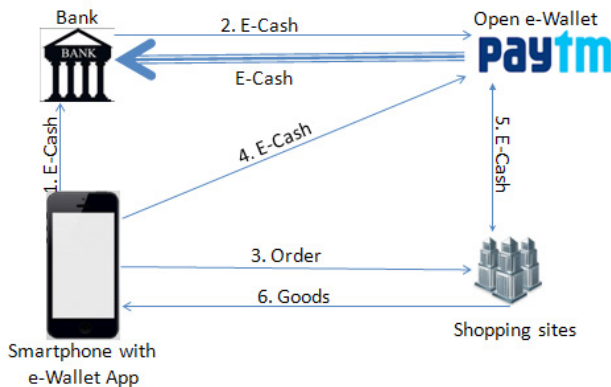 Bank
2. E-Cash
Open e-Wallet
BANK
paytm
E-Cash
1. E-Cash
4. E-Cash
5. E-Cash
3. Order
6. Goods
Shopping sites
Smartphone with
e-Wallet App